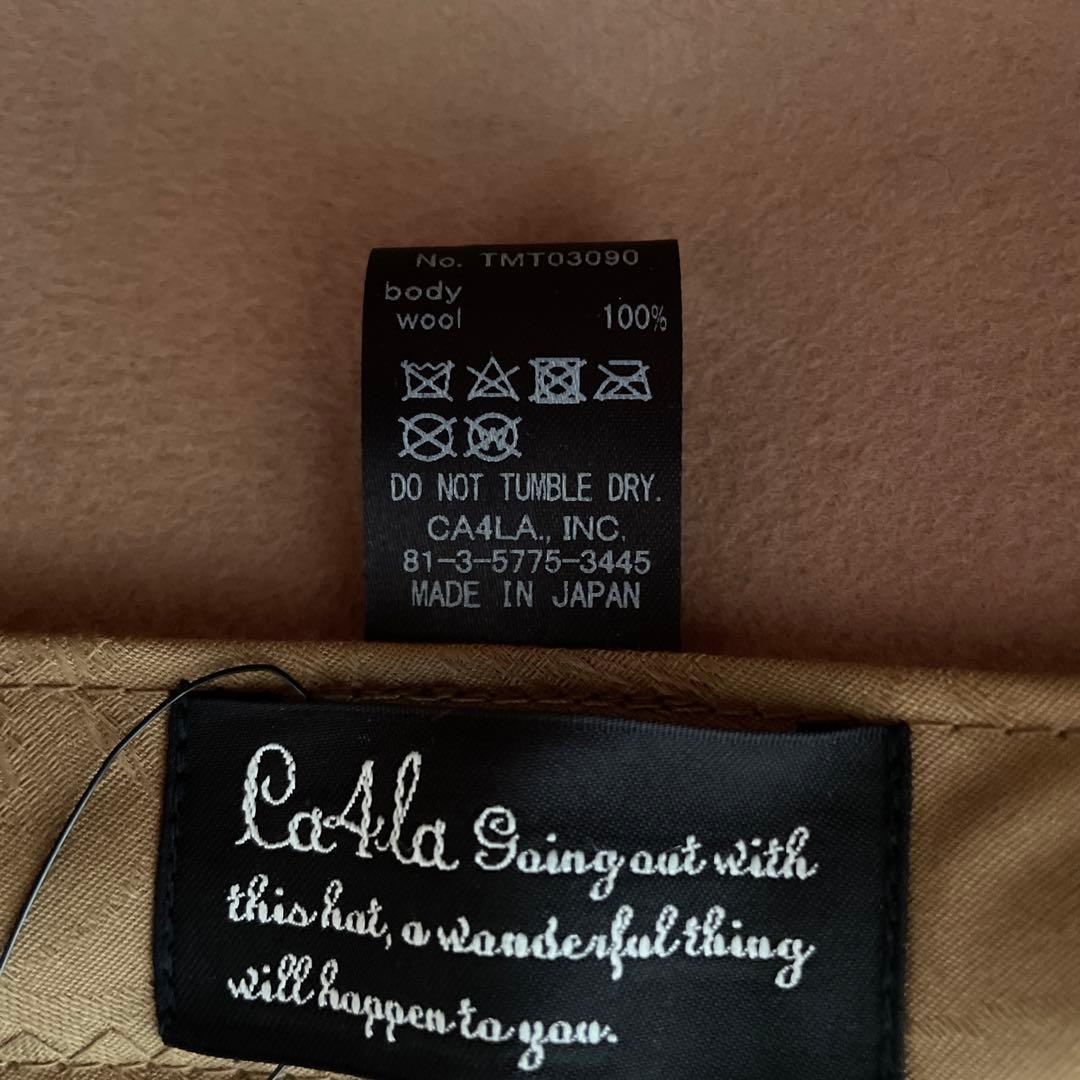 No. TMT03090
body
wool 100%
DO NOT TUMBLE DRY.
CA4LA., INC.
81-3-5775-3445
MADE IN JAPAN
Ca4la Going out with
this hat, a wonderful thing
will happen to you.